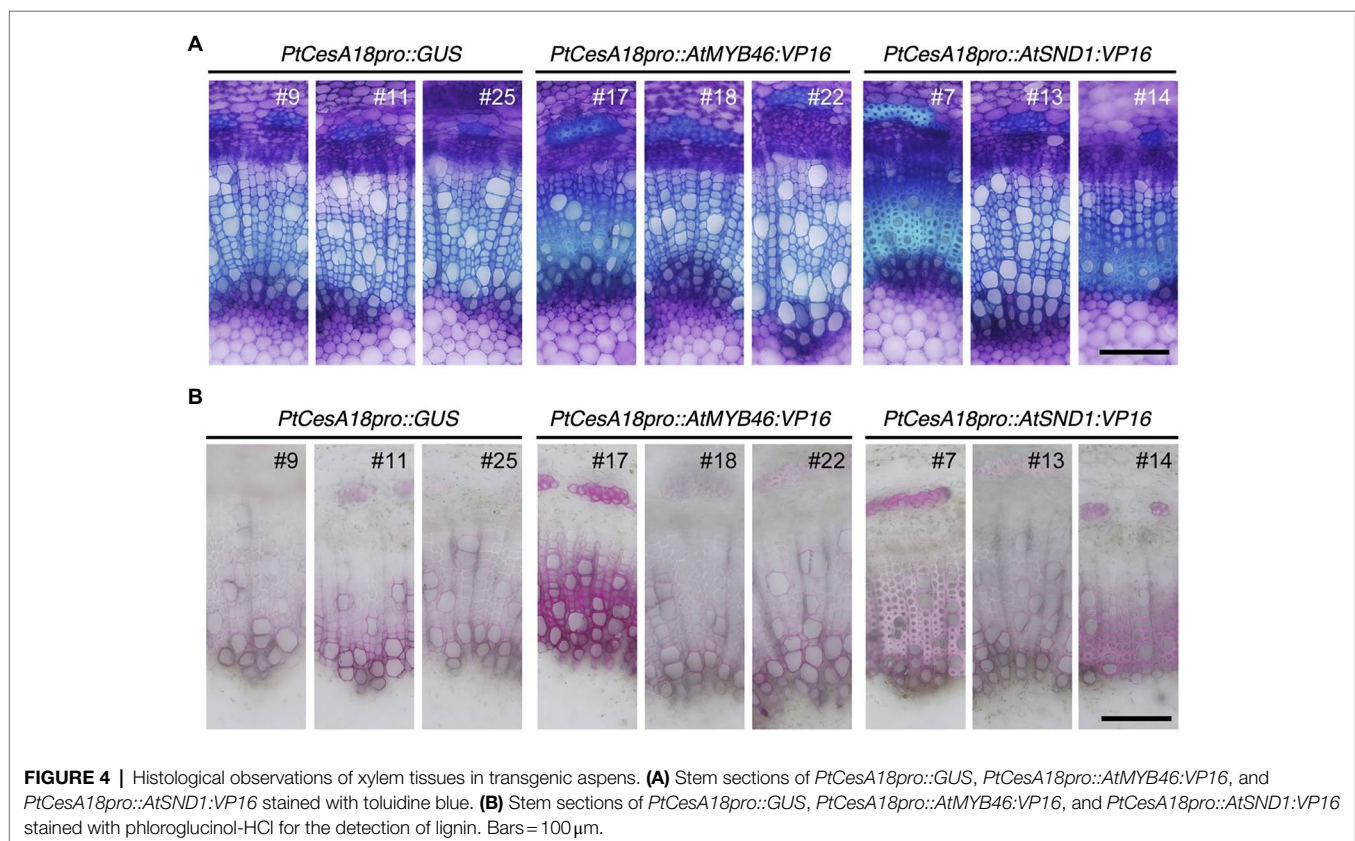 A
PtCesA18pro::GUS PtCesA18pro::AtMYB46:VP16 PtCesA18pro::AtSND1:VP16
#9 #11 #25 #17 #18 #22 #7 #13 #14
B
PtCesA18pro::GUS PtCesA18pro::AtMYB46:VP16 PtCesA18pro::AtSND1:VP16
#9 #11 #25 #17 #18 #22 #7 #13 #14
FIGURE 4 | Histological observations of xylem tissues in transgenic aspens. (A) Stem sections of PtCesA18pro::GUS, PtCesA18pro::AtMYB46:VP16, and
PtCesA18pro::AtSND1:VP16 stained with toluidine blue. (B) Stem sections of PtCesA18pro::GUS, PtCesA18pro::AtMYB46:VP16, and PtCesA18pro::AtSND1:VP16
stained with phloroglucinol-HCl for the detection of lignin. Bars = 100 μm.